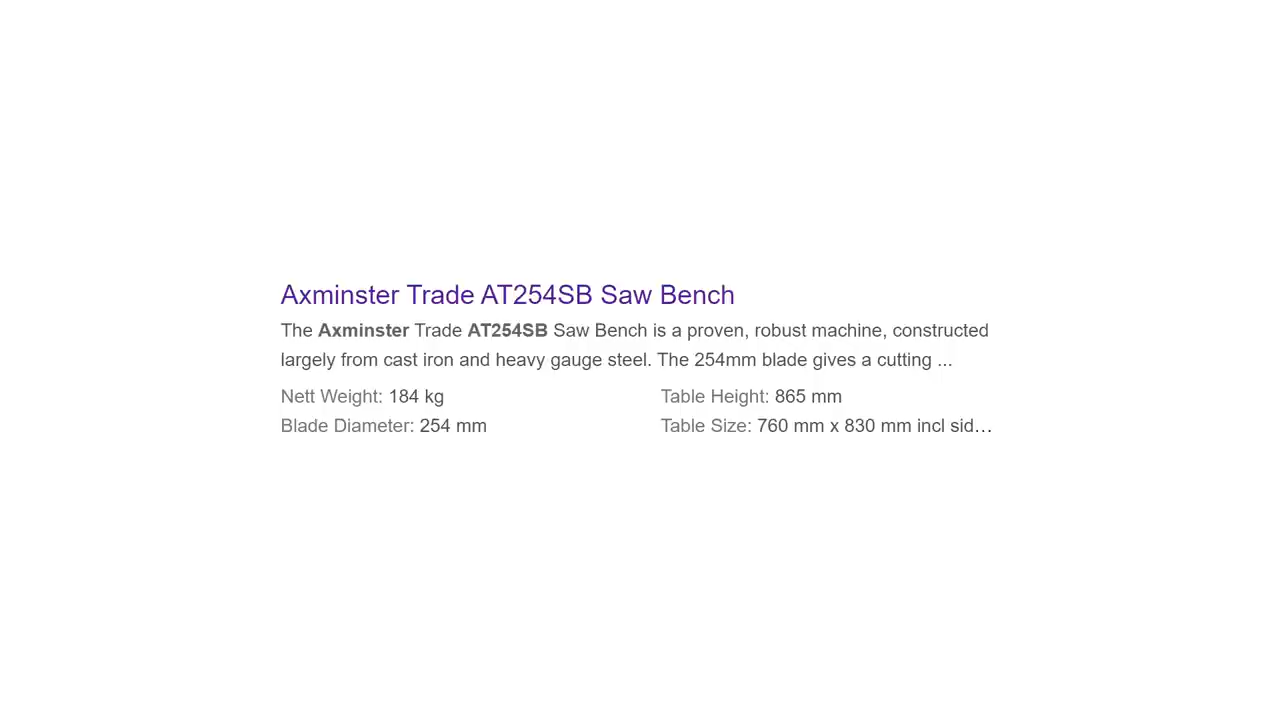 Axminster Trade AT254SB Saw Bench
The Axminster Trade AT254SB Saw Bench is a proven, robust machine, constructed
largely from cast iron and heavy gauge steel. The 254mm blade gives a cutting ...
Nett Weight: 184 kg
Table Height: 865 mm
Blade Diameter: 254 mm
Table Size: 760 mm x 830 mm incl sid...